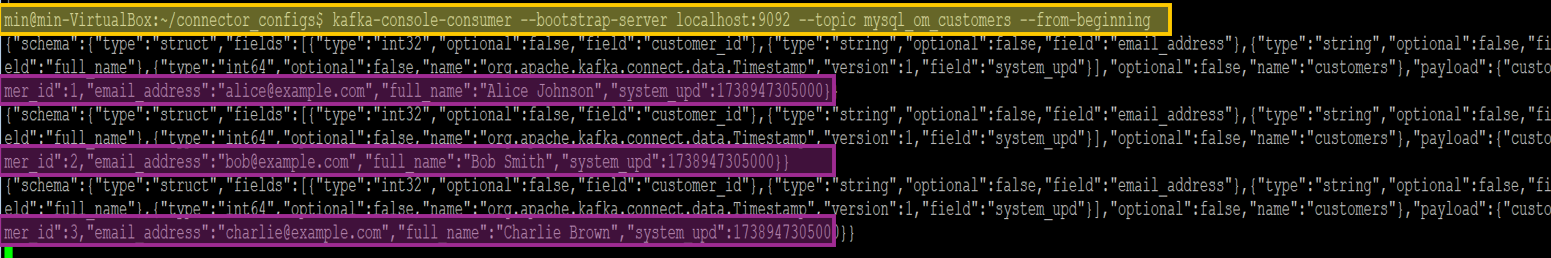 min@min-VirtualBox:~/connector_configs$ kafka-console-consumer --bootstrap-server localhost:9092 --topic mysql_om_customers --from-beginning
{"schema":{"type":"struct","fields":[{"type":"int32","optional":false,"field":"customer_id"},{"type":"string","optional":false,"field":"email_address"},{"type":"string","optional":false,"fi
eld":"full_name"},{"type":"int64","optional":false,"name":"org.apache.kafka.connect.data.Timestamp","version":1,"field":"system_upd"}],"optional":false,"name":"customers"},"payload":{"custo
mer_id":1,"email_address":"alice@example.com","full_name":"Alice Johnson","system_upd":1738947305000}}
{"schema":{"type":"struct","fields":[{"type":"int32","optional":false,"field":"customer_id"},{"type":"string","optional":false,"field":"email_address"},{"type":"string","optional":false,"fi
eld":"full_name"},{"type":"int64","optional":false,"name":"org.apache.kafka.connect.data.Timestamp","version":1,"field":"system_upd"}],"optional":false,"name":"customers"},"payload":{"custo
mer_id":2,"email_address":"bob@example.com","full_name":"Bob Smith","system_upd":1738947305000}}
{"schema":{"type":"struct","fields":[{"type":"int32","optional":false,"field":"customer_id"},{"type":"string","optional":false,"field":"email_address"},{"type":"string","optional":false,"fi
eld":"full_name"},{"type":"int64","optional":false,"name":"org.apache.kafka.connect.data.Timestamp","version":1,"field":"system_upd"}],"optional":false,"name":"customers"},"payload":{"custo
mer_id":3,"email_address":"charlie@example.com","full_name":"Charlie Brown","system_upd":1738947305000}}